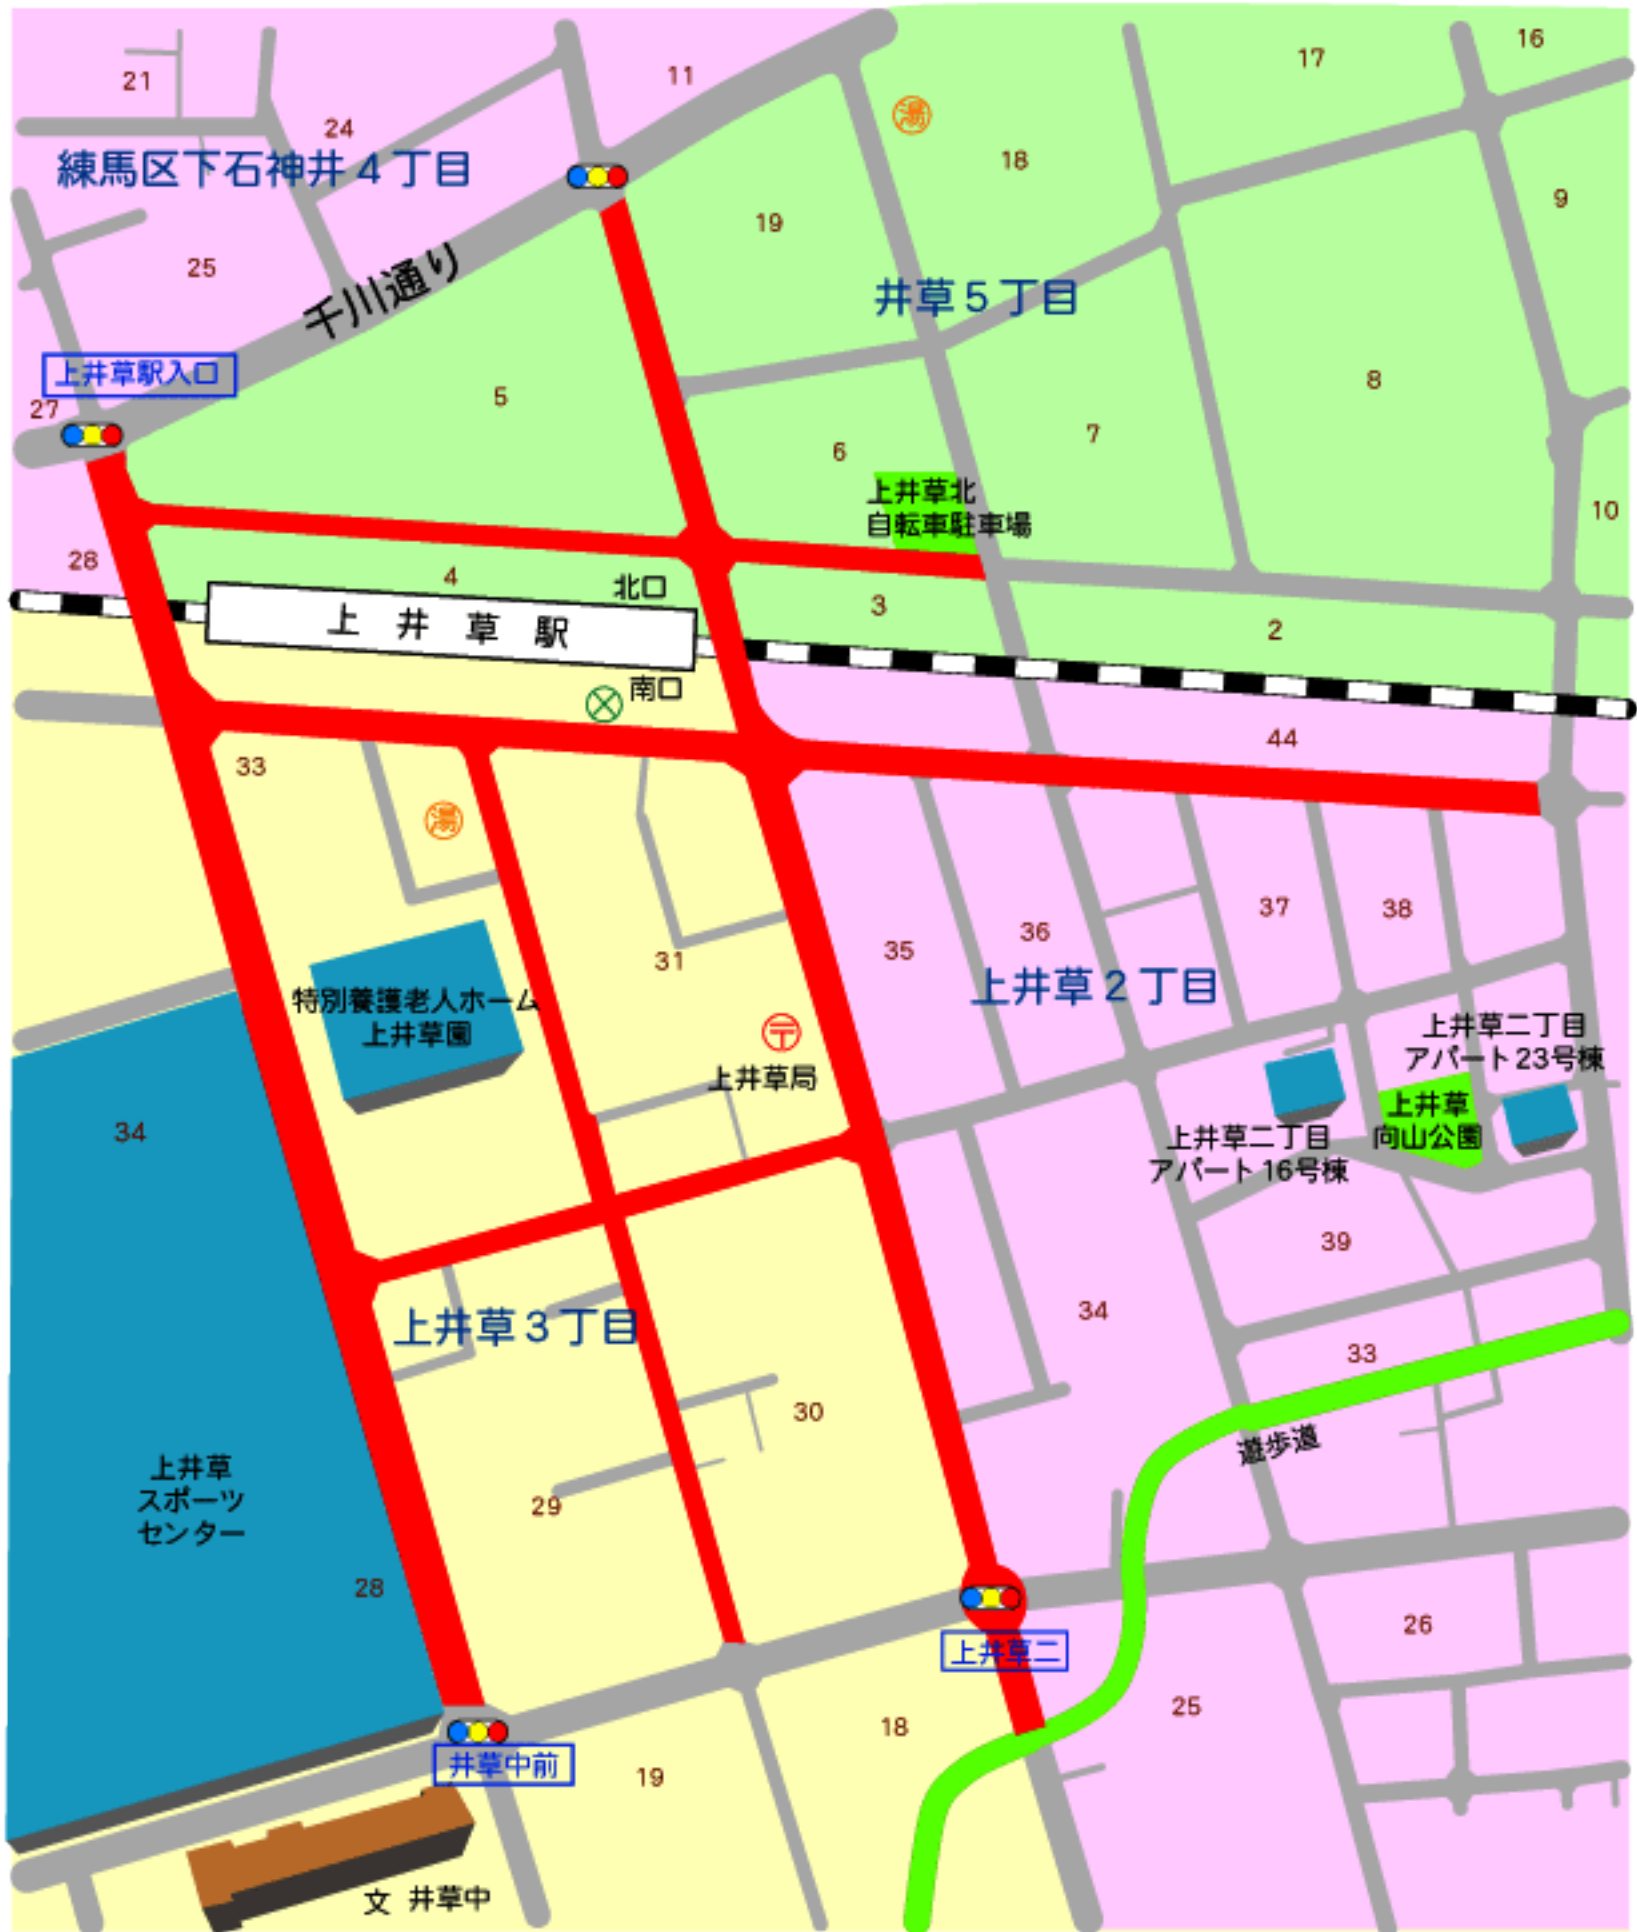 16
17
21
11
湯
24
18
練馬区下石神井４丁目
9
19
25
千川通り
井草５丁目
上井草駅入口
8
5
27
7
6
上井草北
自転車駐車場
10
28
4
北口
3
上井草駅
2
南口
44
33
湯
37
38
36
35
31
上井草２丁目
特別養護老人ホーム
上井草園
〒
上井草局
上井草二丁目
アパート23号棟
上井草
向山公園
34
上井草二丁目
アパート16号棟
39
34
上井草３丁目
33
30
遊歩道
上井草
スポーツ
センター
29
28
26
上井草二
25
18
井草中前
19
文 井草中